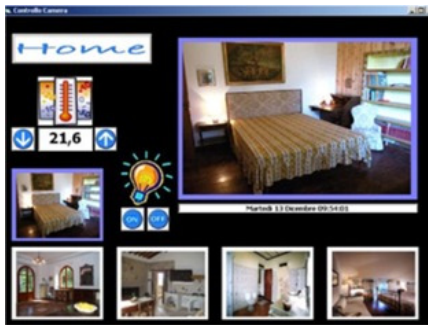 Controllo Camera
Home
21,6
ON OFF
Martedì 13 Dicembre 09:54:01